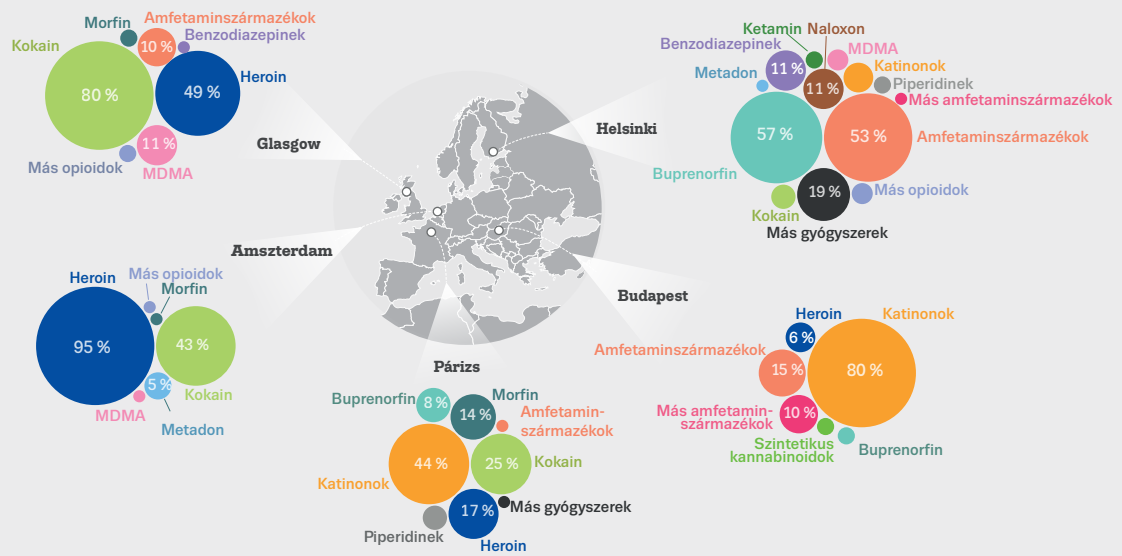 Morfin
Amfetaminszármazékok
10 %
Benzodiazepinek
Kokain
80 %
49 %
Heroin
11 %
Más opioidok
MDMA
Glasgow
Ketamin
Naloxon
Benzodiazepinek
MDMA
Katinonok
Metadon
11 %
11 %
Piperidinek
Más amfetaminszármazékok
57 %
53 %
Amfetaminszármazékok
Buprenorfin
19 %
Más opioidok
Kokain
Más gyógyszerek
Helsinki
Amszterdam
Heroin
Más opioidok
Morfin
95 %
43 %
5 %
Kokain
MDMA
Metadon
Budapest
Heroin
Katinonok
6 %
Amfetaminszármazékok
15 %
80 %
Más amfetamin-
származékok
10 %
Szintetikus
kannabinoidok
Buprenorfin
Párizs
Buprenorfin
8 %
Morfin
14 %
Amfetamin-
származékok
44 %
25 %
Kokain
Katinonok
17 %
Más gyógyszerek
Piperidinek
Heroin